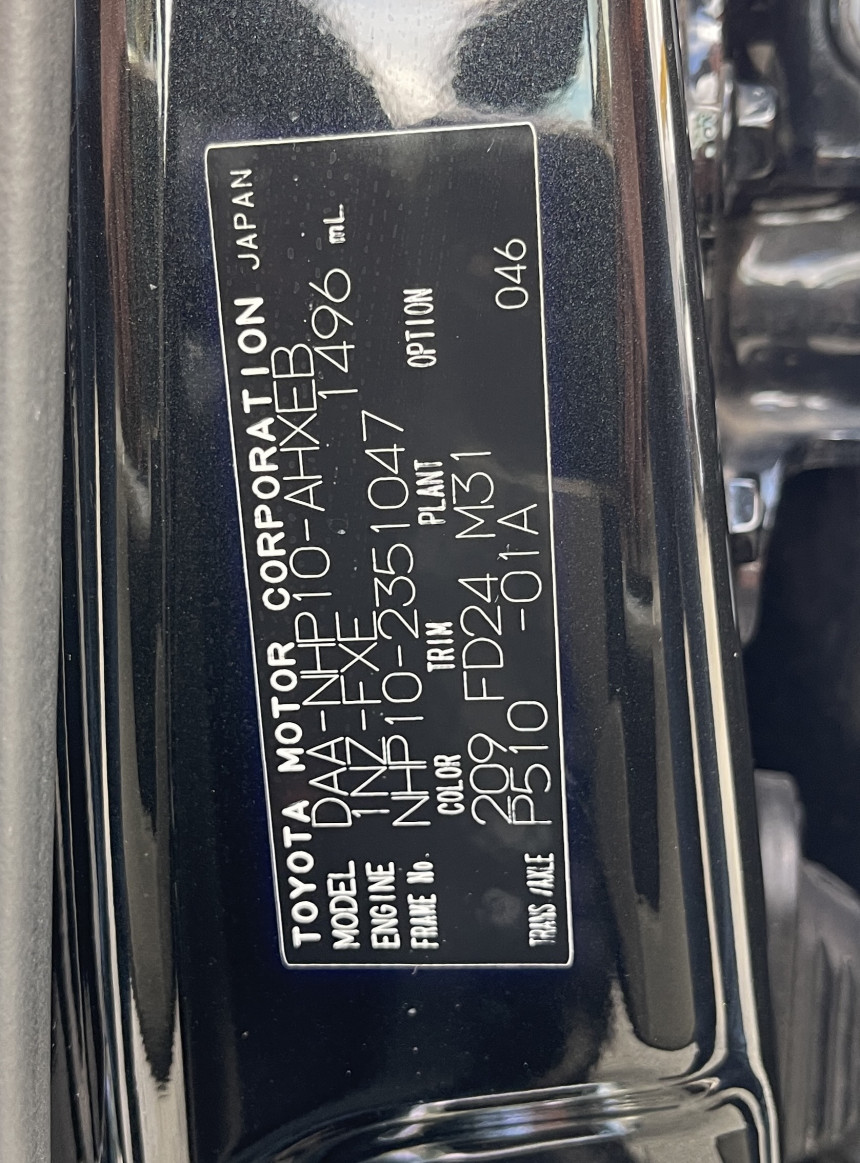 TOYOTA MOTOR CORPORATION JAPAN
MODEL DAA-NHP10-AHXEB
ENGINE 1NZ-FXE 1496 mL
FRAME No. NHP10-2351047
COLOR TRIM PLANT OPTION
209 FD24 M31
TRANS/AXLE P510 -01A 046